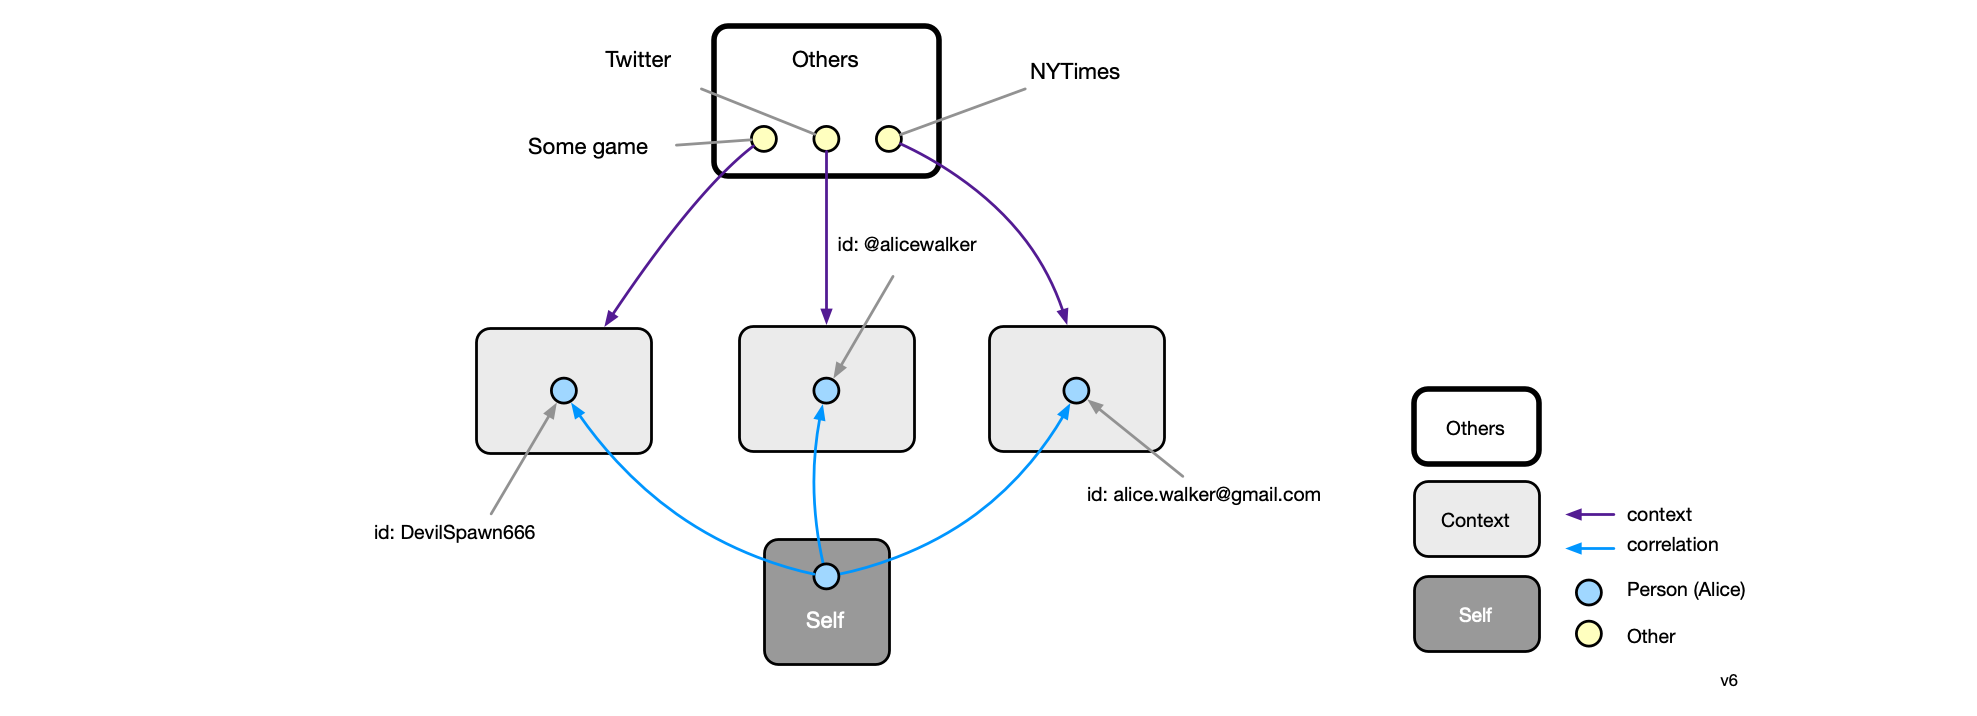 Twitter
Others
NYTimes
Some game
id: @alicewalker
id: alice.walker@gmail.com
id: DevilSpawn666
Self
Others
Context
context
correlation
Self
Person (Alice)
Other
v6